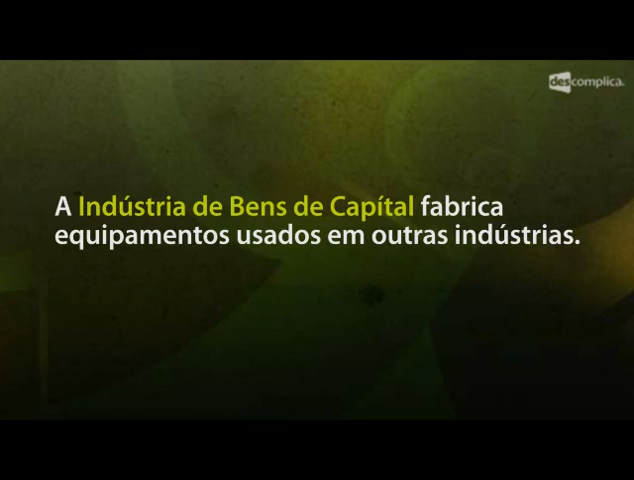 descomplica.
A Indústria de Bens de Capítal fabrica
equipamentos usados em outras indústrias.